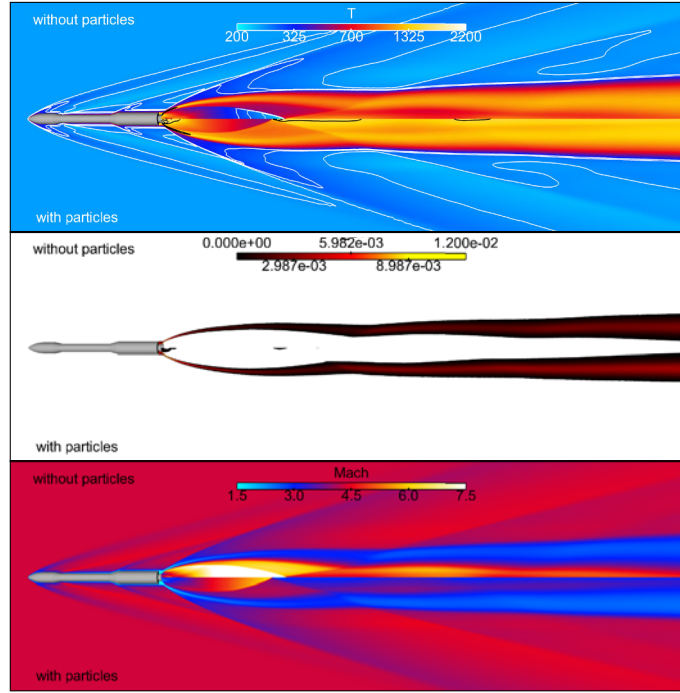 without particles
T
200 325 700 1325 2200
with particles
without particles
0.000e+00 5.982e-03 1.200e-02
2.987e-03 8.987e-03
with particles
without particles
Mach
1.5 3.0 4.5 6.0 7.5
with particles